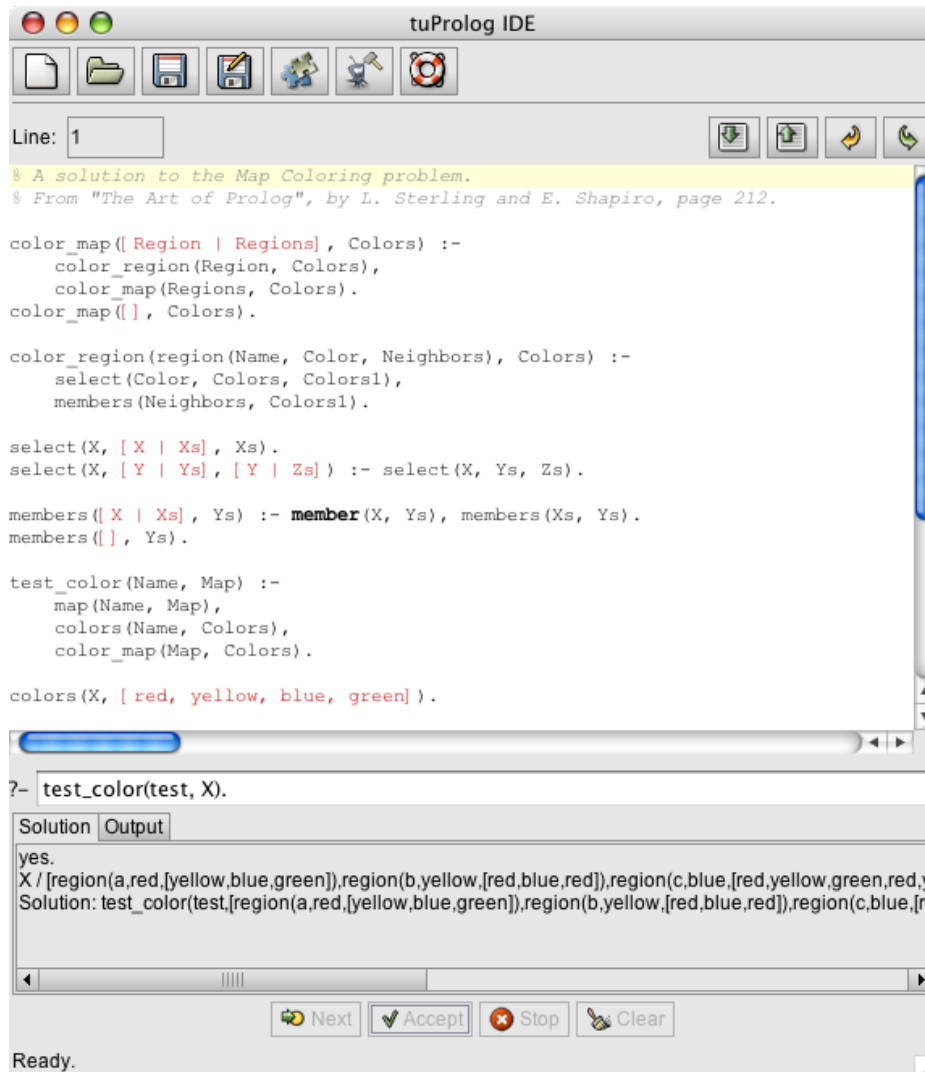 tuProlog IDE
Line: 1
% A solution to the Map Coloring problem.
% From "The Art of Prolog", by L. Sterling and E. Shapiro, page 212.
color_map([Region | Regions], Colors) :-
    color_region(Region, Colors),
    color_map(Regions, Colors).
color_map([], Colors).
color_region(region(Name, Color, Neighbors), Colors) :-
    select(Color, Colors, Colors1),
    members(Neighbors, Colors1).
select(X, [X | Xs], Xs).
select(X, [Y | Ys], [Y | Zs]) :- select(X, Ys, Zs).
members([X | Xs], Ys) :- member(X, Ys), members(Xs, Ys).
members([], Ys).
test_color(Name, Map) :-
    map(Name, Map),
    colors(Name, Colors),
    color_map(Map, Colors).
colors(X, [red, yellow, blue, green]).
?- test_color(test, X).
Solution Output
yes.
X / [region(a,red,[yellow,blue,green]),region(b,yellow,[red,blue,red]),region(c,blue,[red,yellow,green,red,y
Solution: test_color(test,[region(a,red,[yellow,blue,green]),region(b,yellow,[red,blue,red]),region(c,blue,[r
Next Accept Stop Clear
Ready.